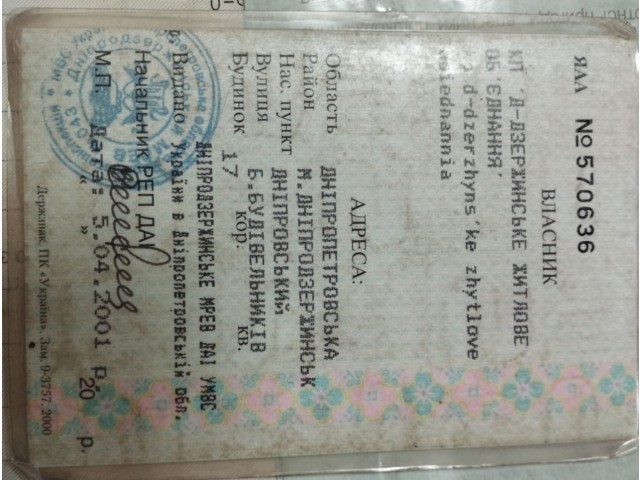 ЯАА № 570636
ВЛАСНИК
КП 'Д-ДЗЕРЖИНСЬКЕ ЖИТЛОВЕ
ОБ'ЄДНАННЯ'
d-dzerzhyns'ke zhytlove
АДРЕСА:
Область ДНІПРОПЕТРОВСЬКА
Район М.ДНІПРОДЗЕРЖИНСЬК
Нас. пункт ДНІПРОВСЬКИЙ
Вулиця Б.БУДІВЕЛЬНИКІВ
Будинок 17 кор. кв.
ДНІПРОДЗЕРЖИНСЬКЕ МРЕВ ДАІ УМВС
Видано України в Дніпропетровській обл.
Начальник РЕП ДАІ
М.П. Дата: 5.04.2001 р.
« » 20 р.
Держзнак. ПК «Україна». Зам. 9-3757.2000